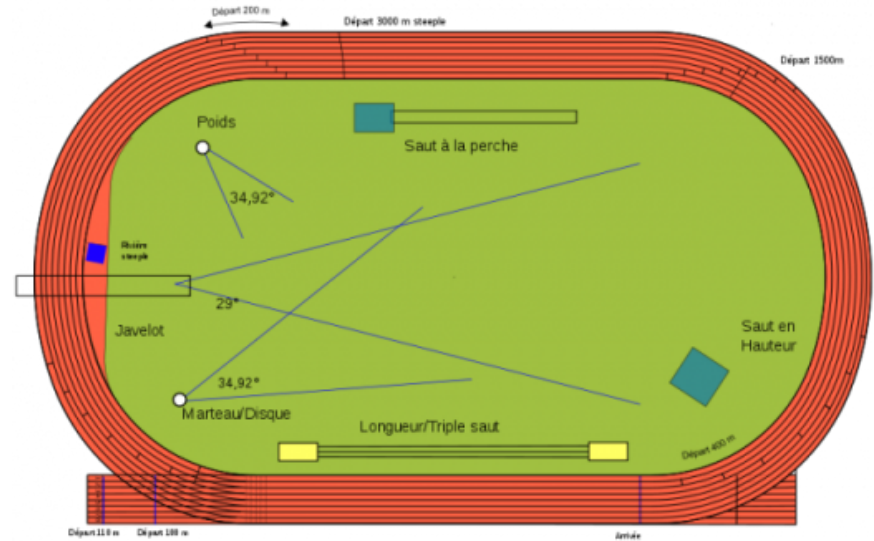 Départ 200 m
Départ 3000 m steeple
Départ 1500m
Poids
Saut à la perche
34,92°
Rivière
steeple
29°
Javelot
Saut en
Hauteur
34,92°
Marteau/Disque
Longueur/Triple saut
Départ 400 m
Départ 110 m
Départ 100 m
Arrivée